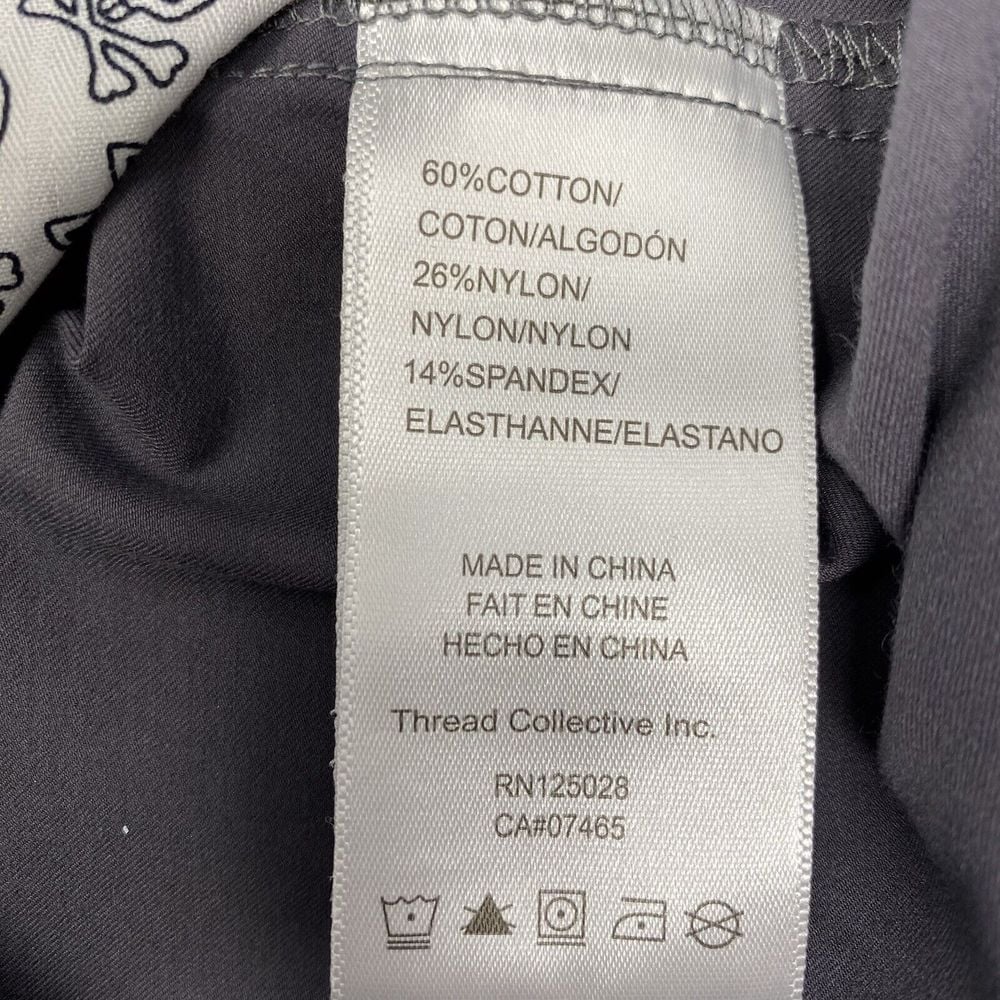 60%COTTON/
COTON/ALGODÓN
26%NYLON/
NYLON/NYLON
14%SPANDEX/
ELASTHANNE/ELASTANO
MADE IN CHINA
FAIT EN CHINE
HECHO EN CHINA
Thread Collective Inc.
RN125028
CA#07465